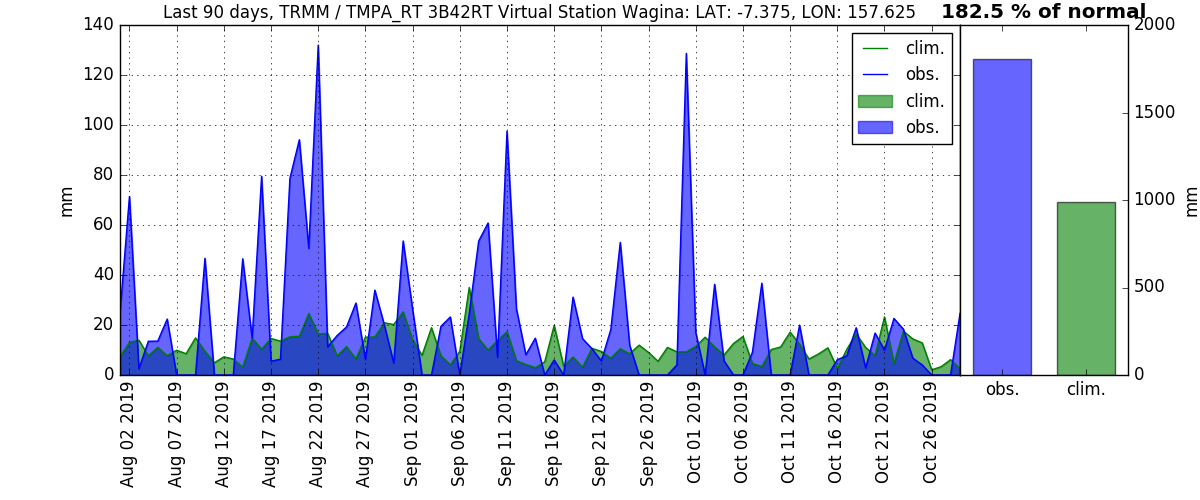 Last 90 days, TRMM / TMPA_RT 3B42RT Virtual Station Wagina: LAT: -7.375, LON: 157.625
182.5 % of normal
140
120
100
80
60
40
20
0
mm
clim.
obs.
clim.
obs.
Aug 02 2019
Aug 07 2019
Aug 12 2019
Aug 17 2019
Aug 22 2019
Aug 27 2019
Sep 01 2019
Sep 06 2019
Sep 11 2019
Sep 16 2019
Sep 21 2019
Sep 26 2019
Oct 01 2019
Oct 06 2019
Oct 11 2019
Oct 16 2019
Oct 21 2019
Oct 26 2019
2000
1500
1000
500
0
mm
obs.
clim.